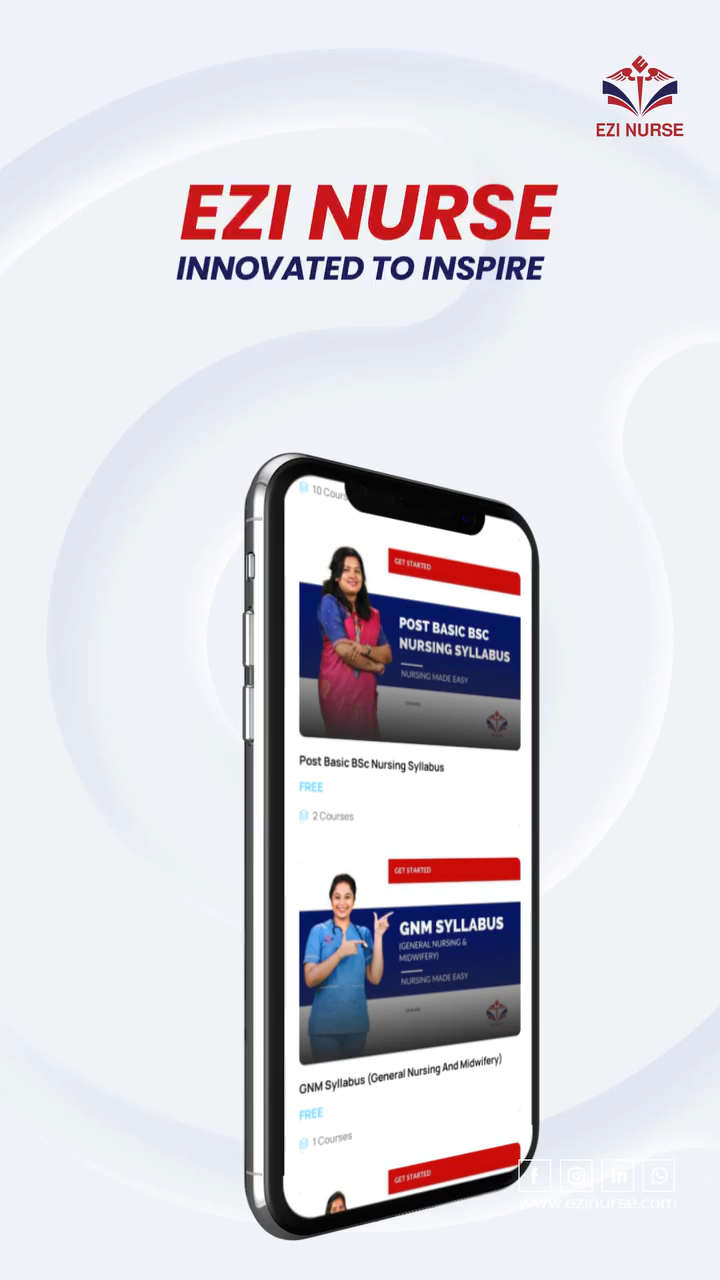 EZI NURSE
EZI NURSE
INNOVATED TO INSPIRE
10 Cours
GET STARTED
POST BASIC BSC
NURSING SYLLABUS
NURSING MADE EASY
Post Basic BSc Nursing Syllabus
FREE
2 Courses
GET STARTED
GNM SYLLABUS
(GENERAL NURSING &
MIDWIFERY)
NURSING MADE EASY
GNM Syllabus (General Nursing And Midwifery)
FREE
1 Courses
GET STARTED
www.ezinurse.com